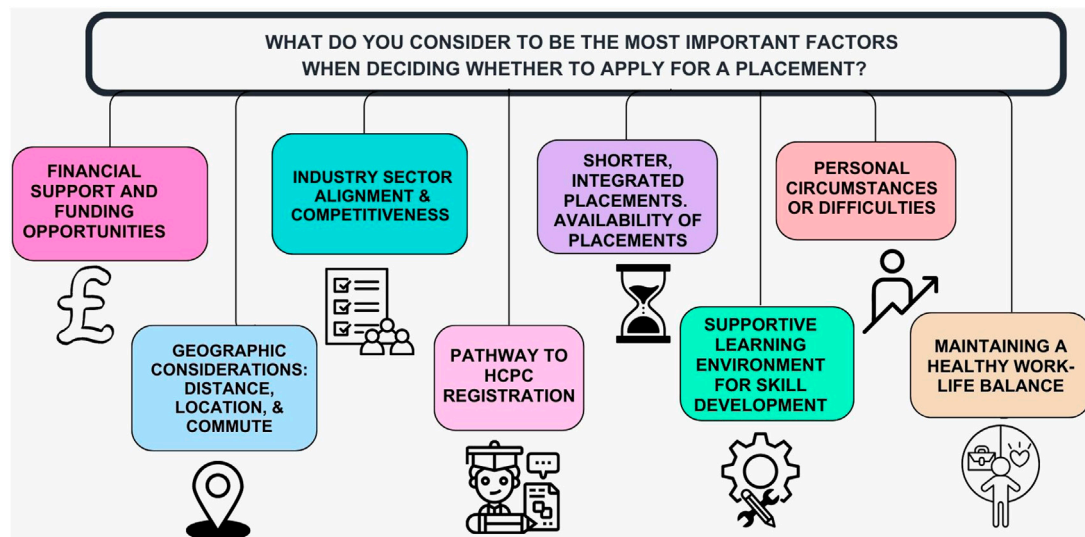 WHAT DO YOU CONSIDER TO BE THE MOST IMPORTANT FACTORS
WHEN DECIDING WHETHER TO APPLY FOR A PLACEMENT?
FINANCIAL
SUPPORT AND
FUNDING
OPPORTUNITIES
INDUSTRY SECTOR
ALIGNMENT &
COMPETITIVENESS
SHORTER,
INTEGRATED
PLACEMENTS.
AVAILABILITY OF
PLACEMENTS
PERSONAL
CIRCUMSTANCES
OR DIFFICULTIES
£
GEOGRAPHIC
CONSIDERATIONS:
DISTANCE,
LOCATION, &
COMMUTE
PATHWAY TO
HCPC
REGISTRATION
SUPPORTIVE
LEARNING
ENVIRONMENT
FOR SKILL
DEVELOPMENT
MAINTAINING A
HEALTHY WORK-
LIFE BALANCE